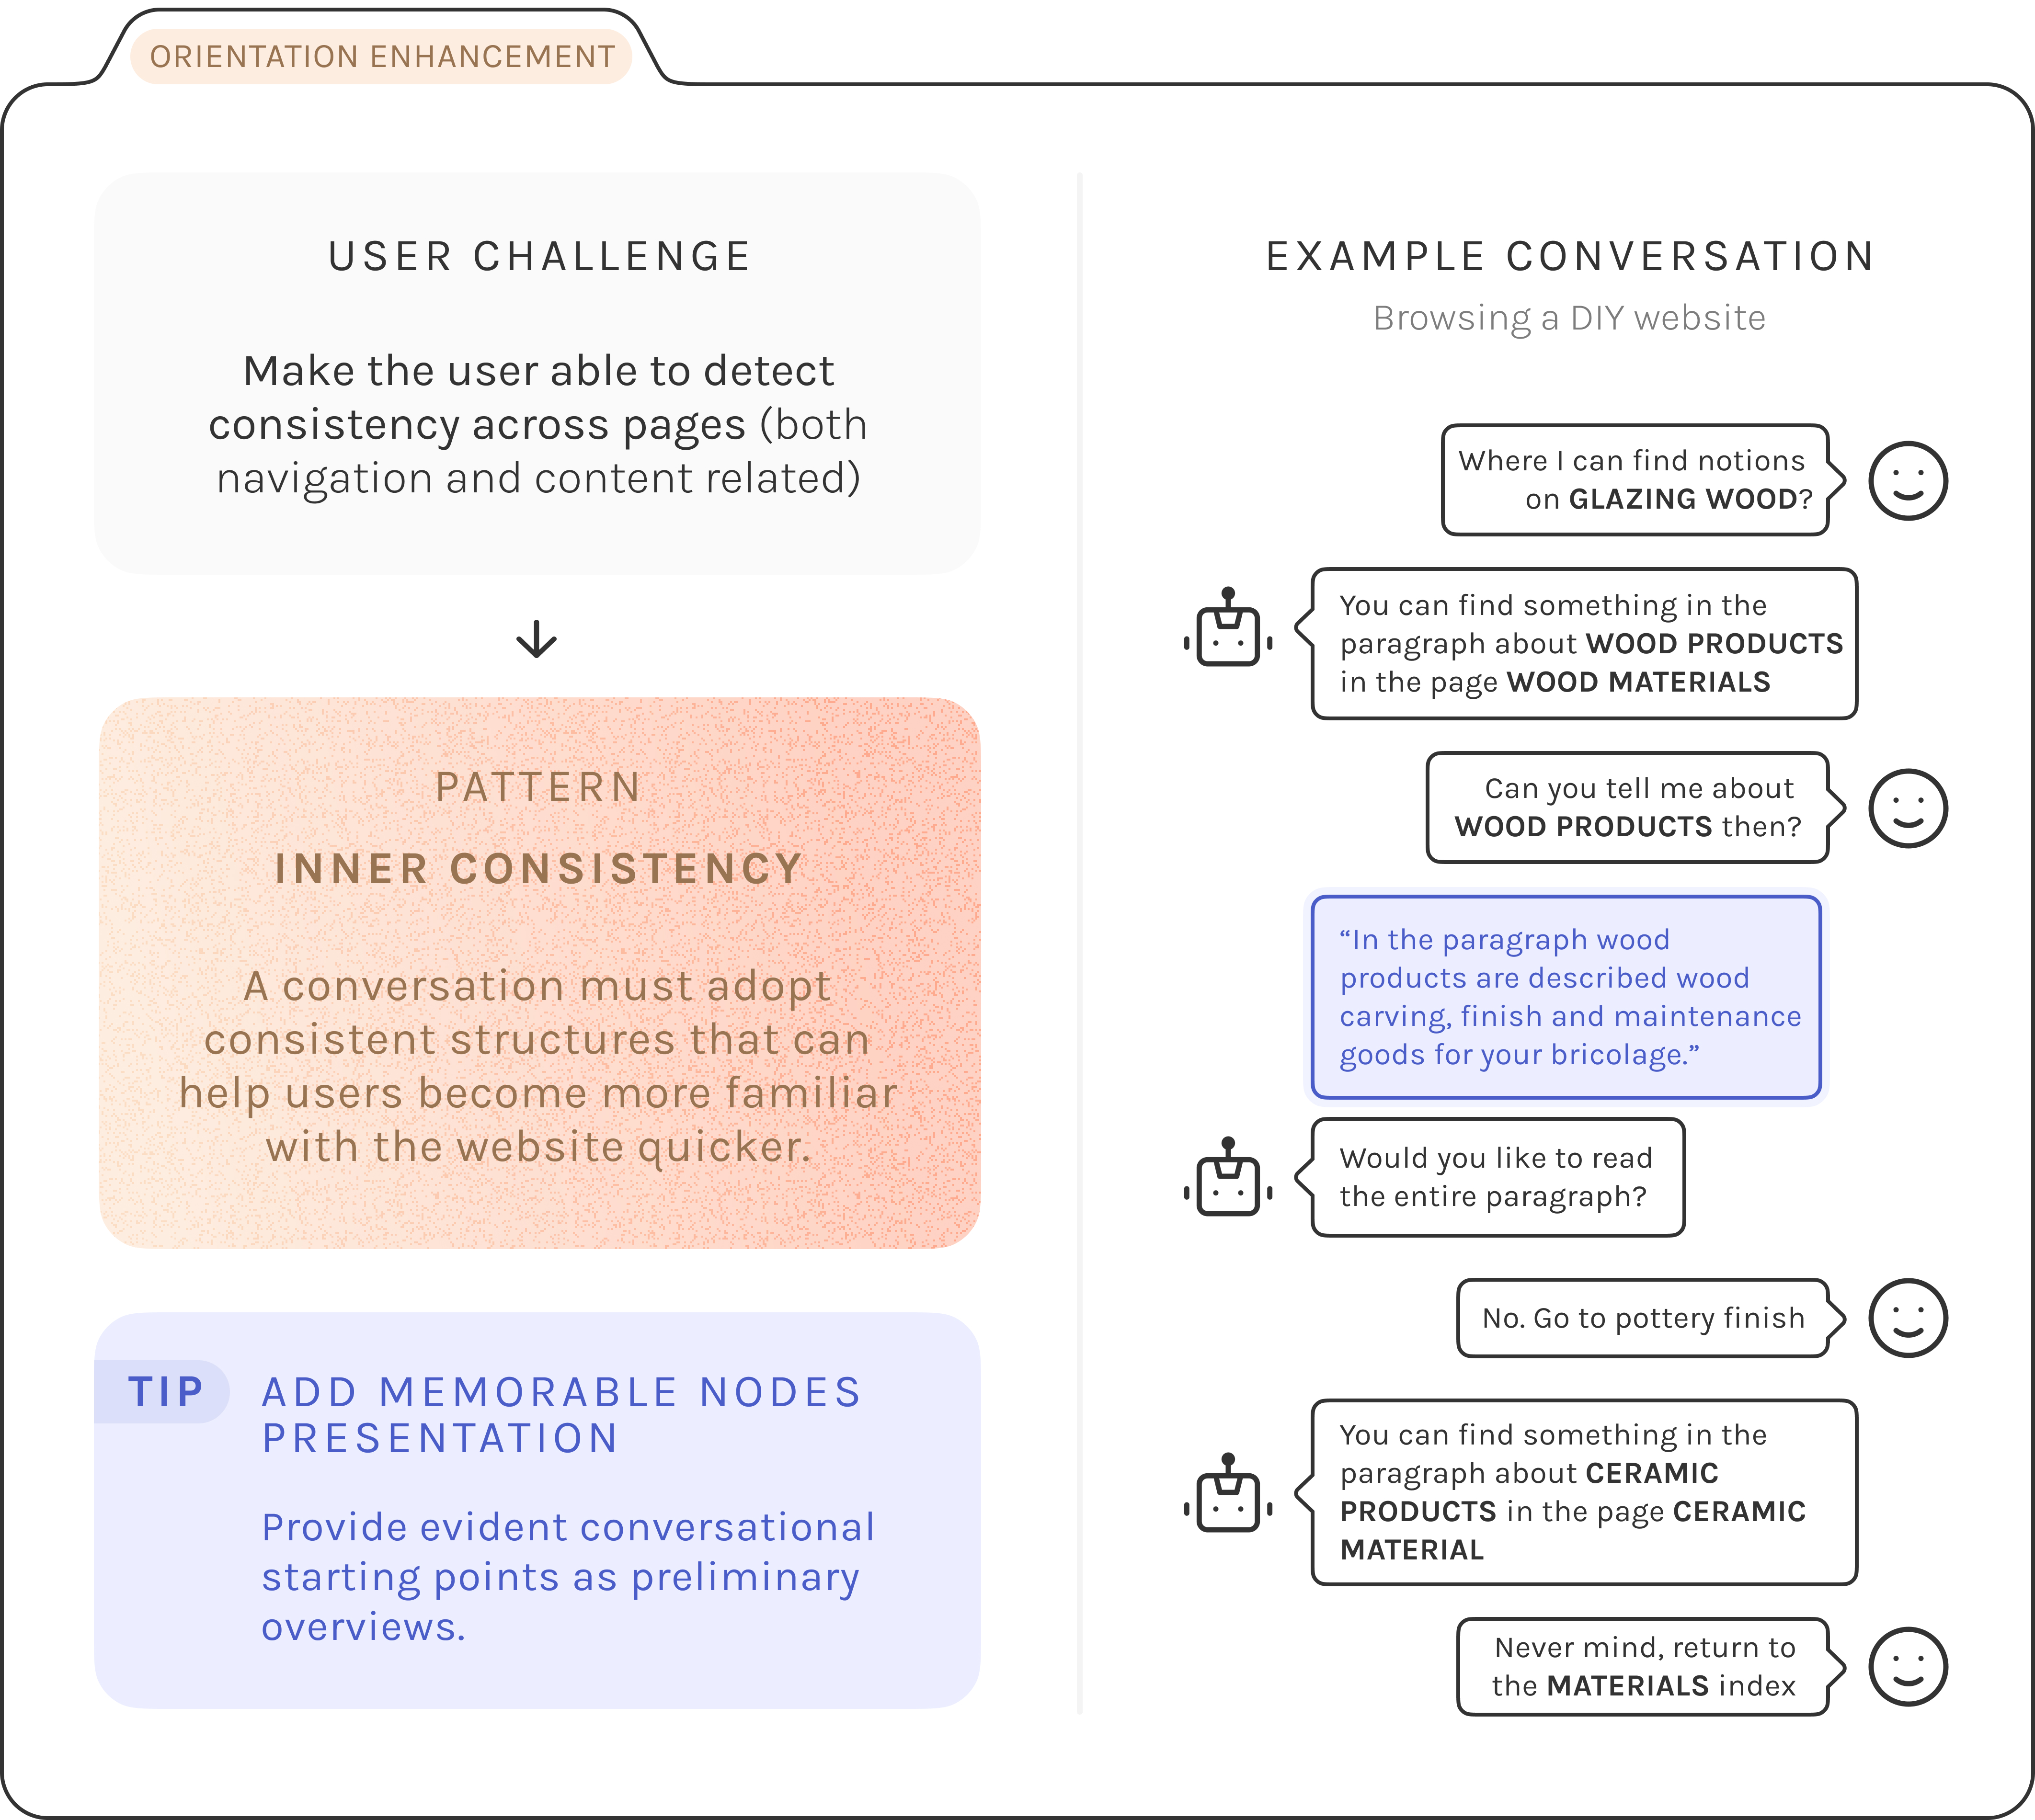 ORIENTATION ENHANCEMENT
USER CHALLENGE
Make the user able to detect
consistency across pages (both
navigation and content related)
PATTERN
INNER CONSISTENCY
A conversation must adopt
consistent structures that can
help users become more familiar
with the website quicker.
TIP
ADD MEMORABLE NODES
PRESENTATION
Provide evident conversational
starting points as preliminary
overviews.
EXAMPLE CONVERSATION
Browsing a DIY website
Where I can find notions
on GLAZING WOOD?
You can find something in the
paragraph about WOOD PRODUCTS
in the page WOOD MATERIALS
Can you tell me about
WOOD PRODUCTS then?
“In the paragraph wood
products are described wood
carving, finish and maintenance
goods for your bricolage.”
Would you like to read
the entire paragraph?
No. Go to pottery finish
You can find something in the
paragraph about CERAMIC
PRODUCTS in the page CERAMIC
MATERIAL
Never mind, return to
the MATERIALS index